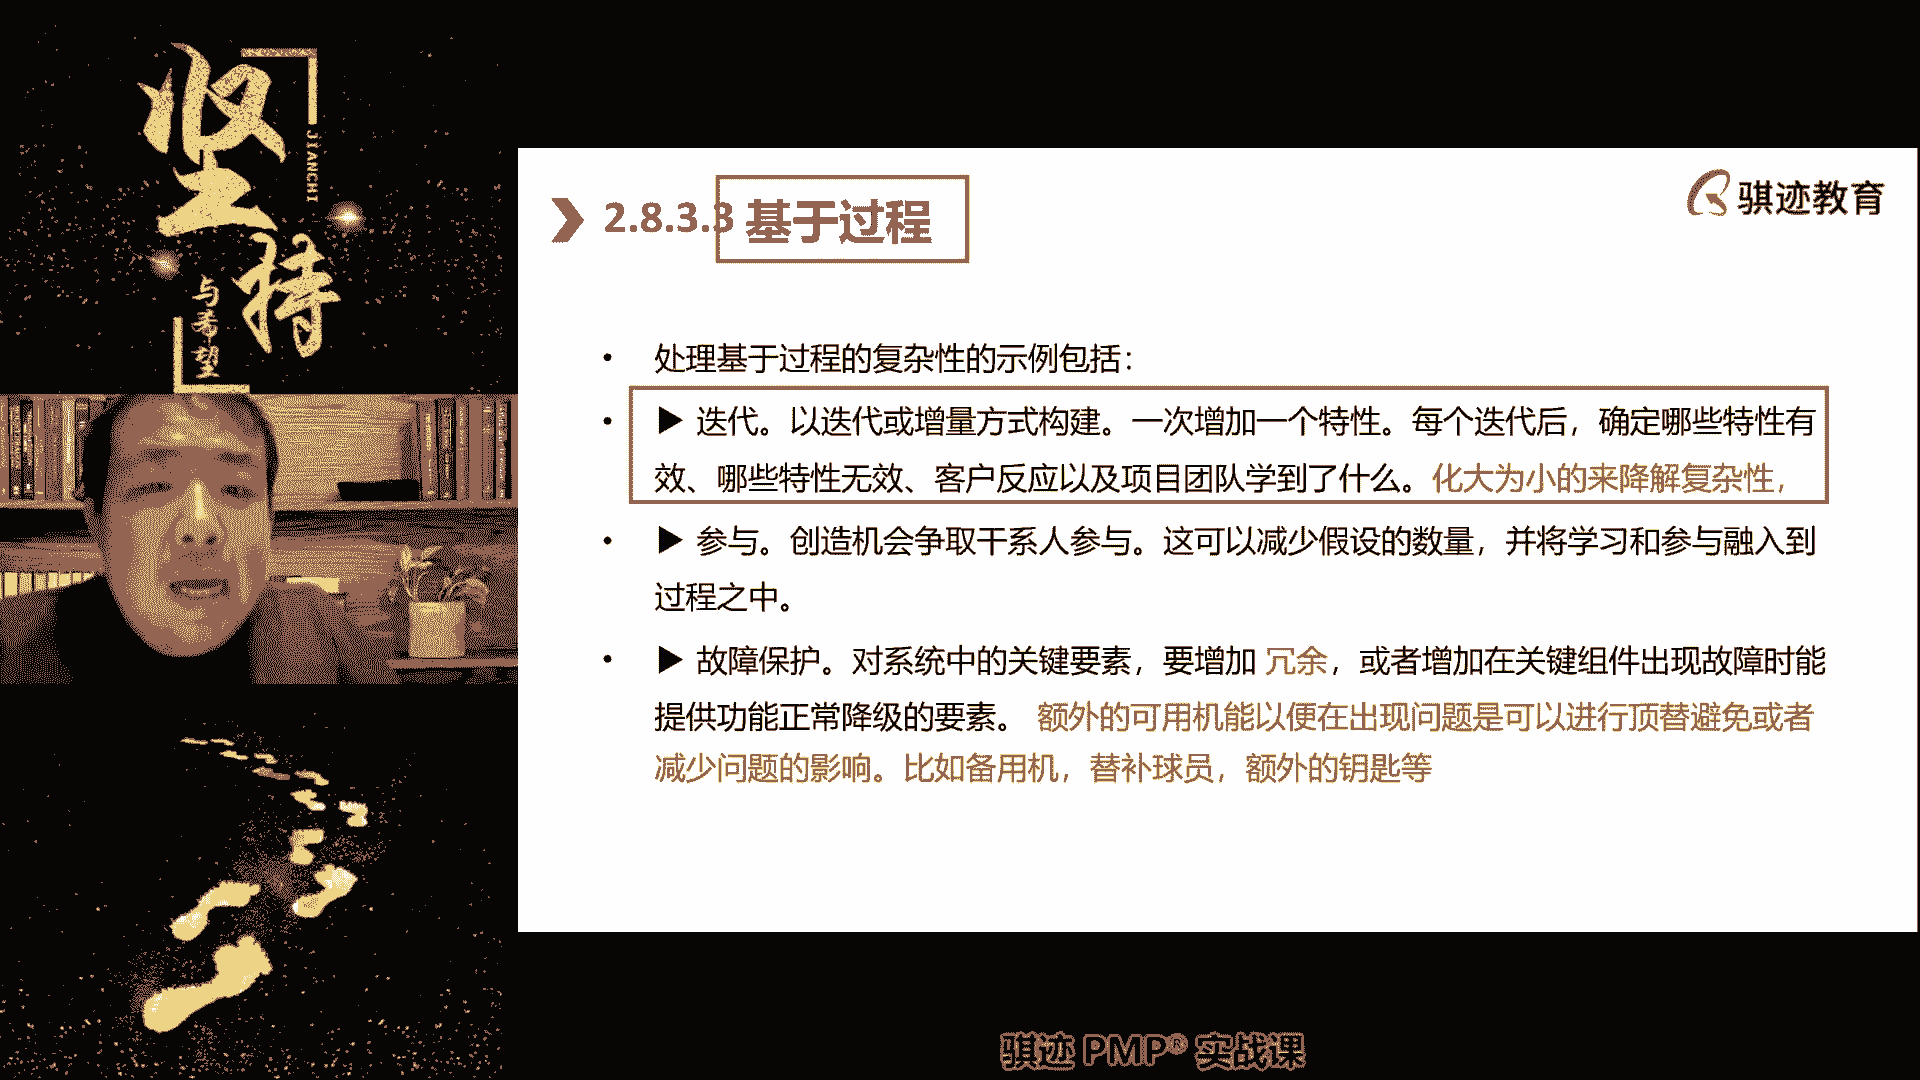 坚持
JIANCHI
与希望
2.8.3.3 基于过程
骐迹教育
• 处理基于过程的复杂性的示例包括：
• ▶ 迭代。以迭代或增量方式构建。一次增加一个特性。每个迭代后，确定哪些特性有
效、哪些特性无效、客户反应以及项目团队学到了什么。化大为小的来降解复杂性，
• ▶ 参与。创造机会争取干系人参与。这可以减少假设的数量，并将学习和参与融入到
过程之中。
• ▶ 故障保护。对系统中的关键要素，要增加 冗余，或者增加在关键组件出现故障时能
提供功能正常降级的要素。 额外的可用机能以便在出现问题是可以进行顶替避免或者
减少问题的影响。比如备用机，替补球员，额外的钥匙等
骐迹 PMP® 实战课